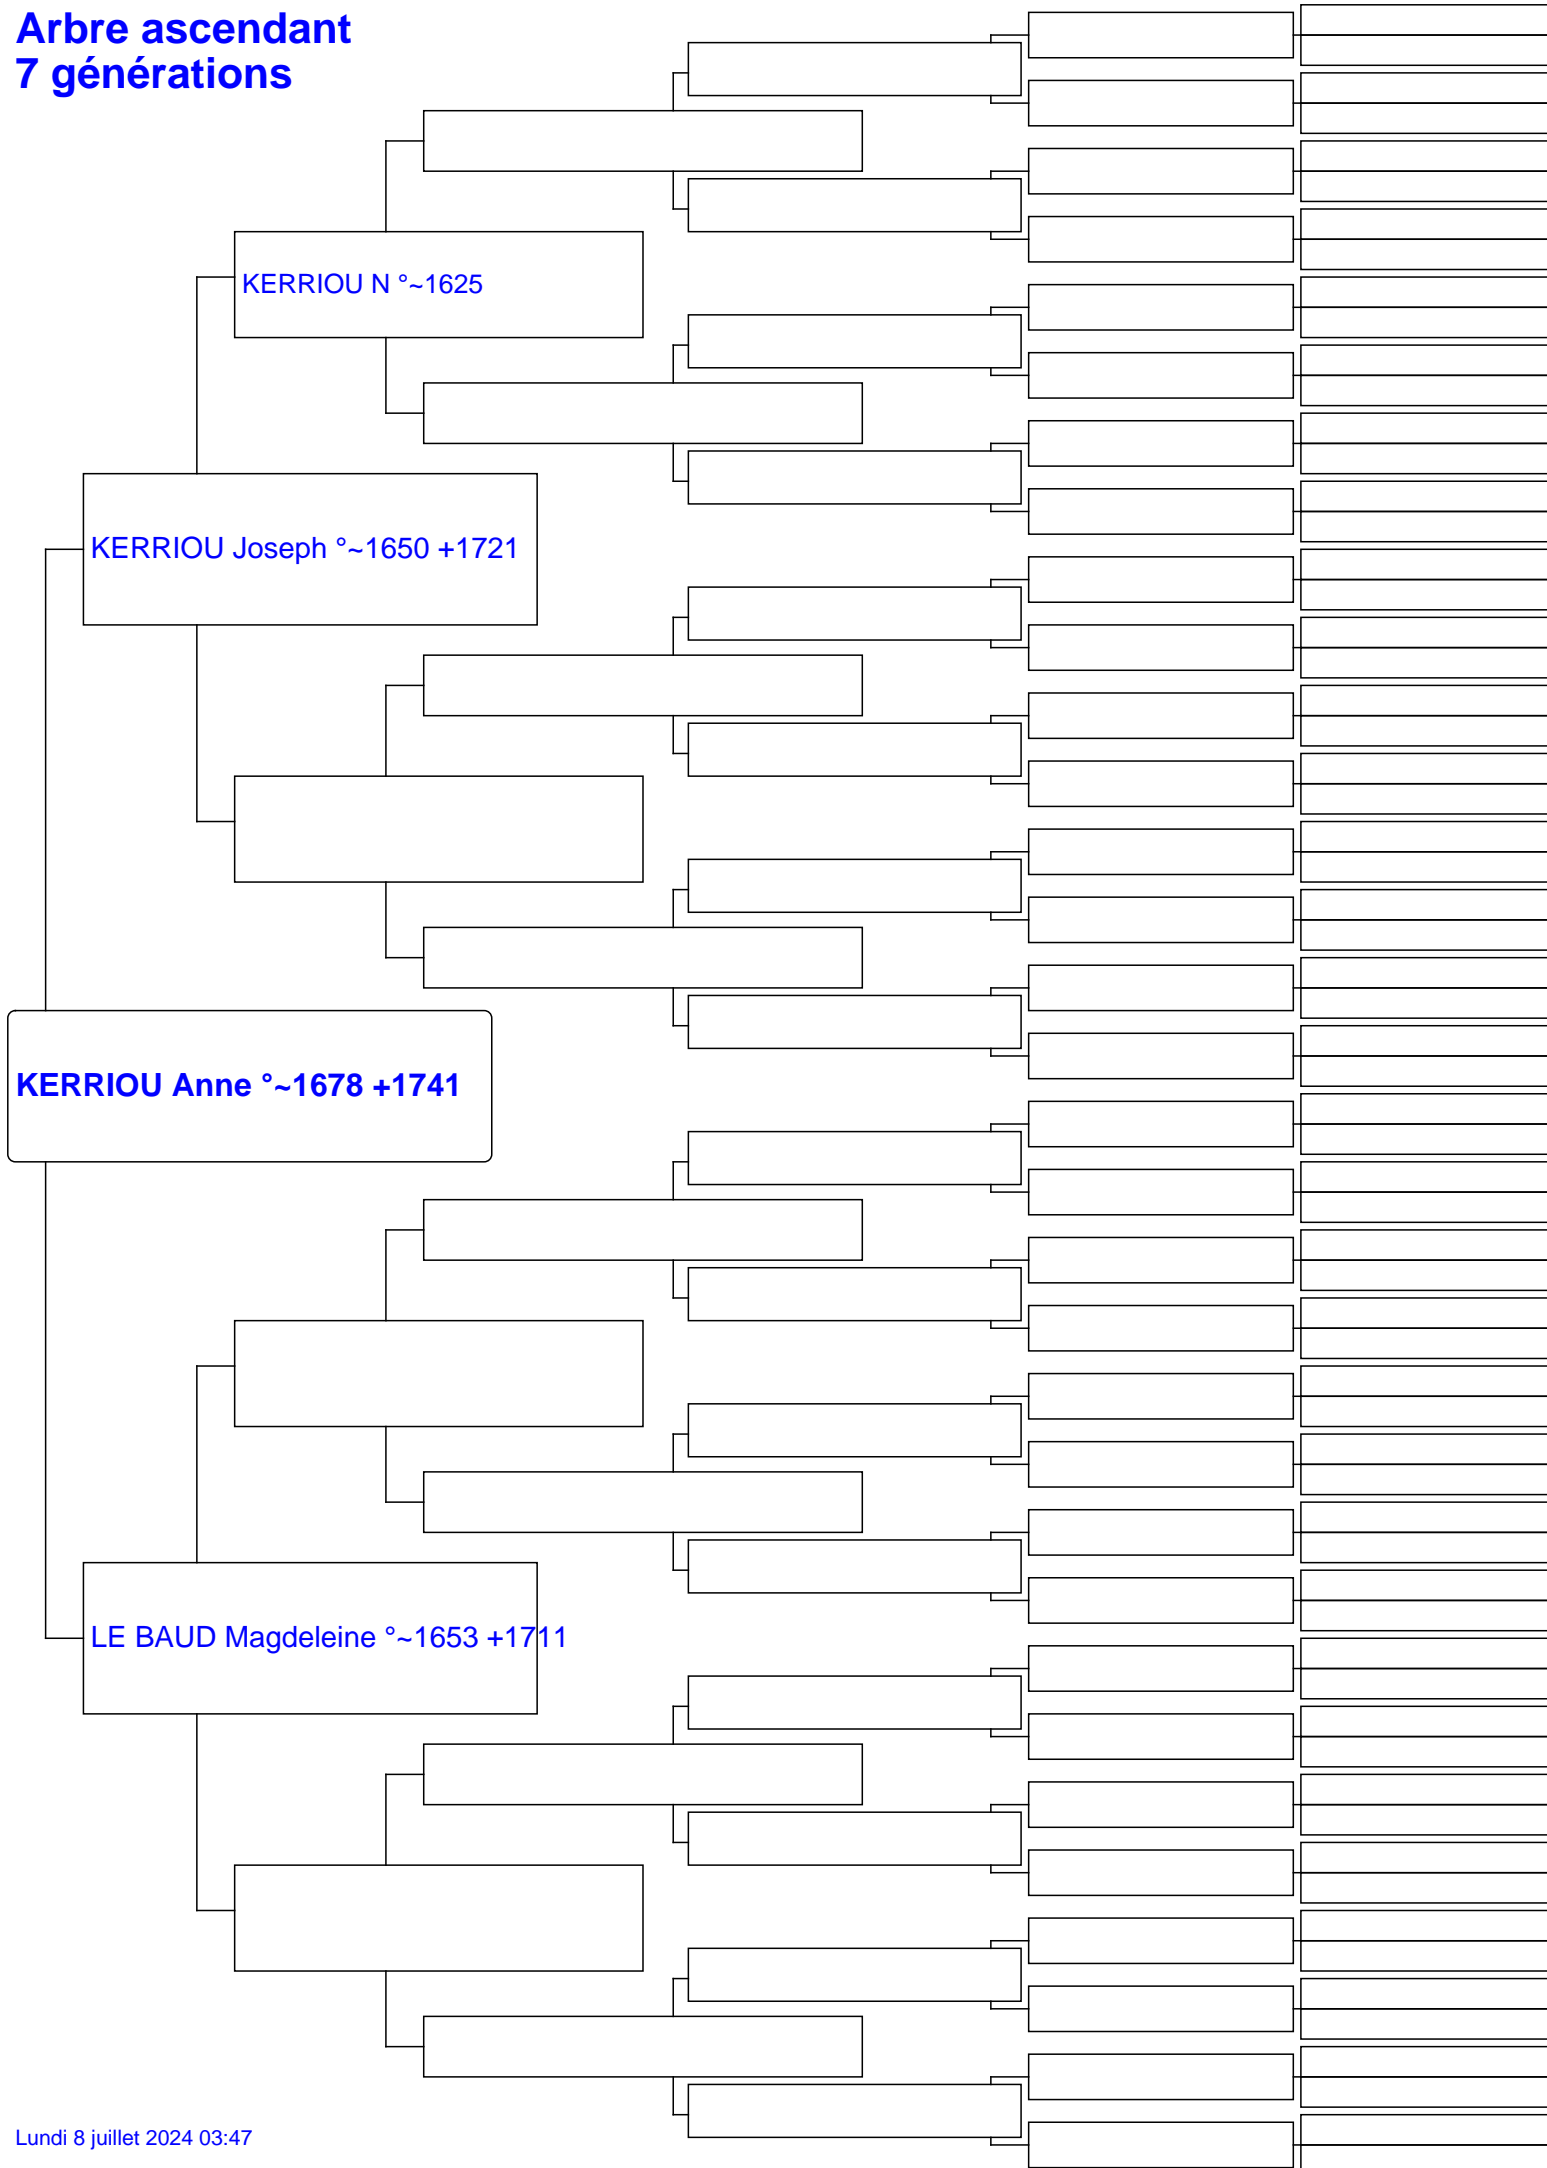 Arbre ascendant
7 générations
KERRIOU N °~1625
KERRIOU Joseph °~1650 +1721
KERRIOU Anne °~1678 +1741
LE BAUD Magdeleine °~1653 +1711
Lundi 8 juillet 2024 03:47